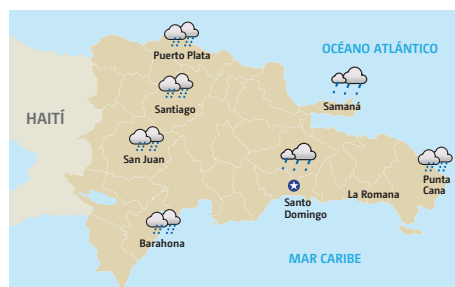 OCÉANO ATLÁNTICO
Puerto Plata
Santiago
Samaná
HAITÍ
San Juan
Punta
Cana
La Romana
Santo
Domingo
Barahona
MAR CARIBE